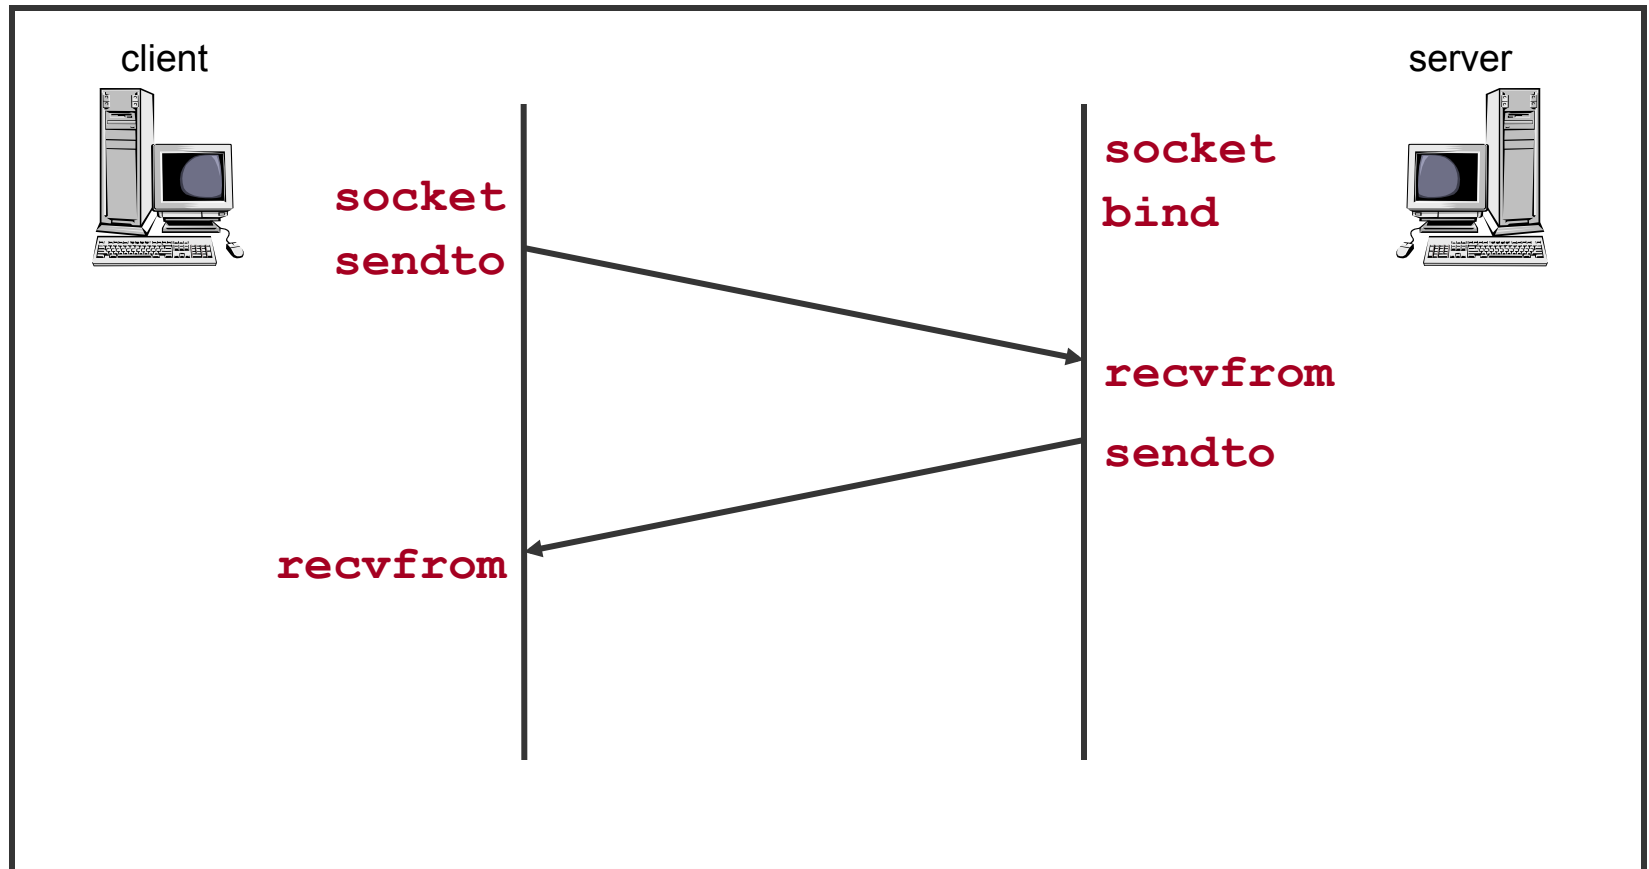 client
server
socket
socket
bind
sendto
recvfrom
sendto
recvfrom